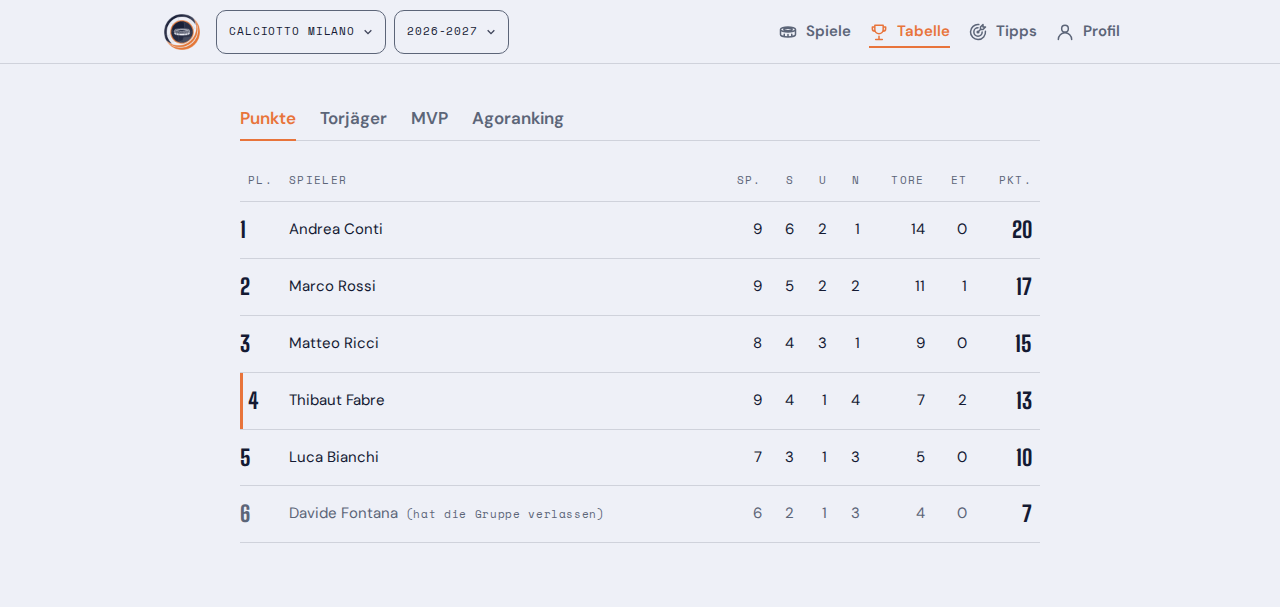 CALCIOTTO MILANO 2026-2027 Spiele Tabelle Tipps Profil
Punkte Torjäger MVP Agoranking
PL. SPIELER SP. S U N TORE ET PKT.
1 Andrea Conti 9 6 2 1 14 0 20
2 Marco Rossi 9 5 2 2 11 1 17
3 Matteo Ricci 8 4 3 1 9 0 15
4 Thibaut Fabre 9 4 1 4 7 2 13
5 Luca Bianchi 7 3 1 3 5 0 10
6 Davide Fontana (hat die Gruppe verlassen) 6 2 1 3 4 0 7